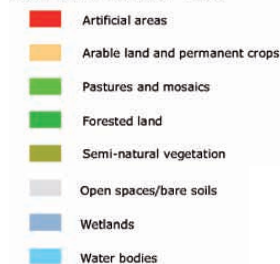 Artificial areas
Arable land and permanent crops
Pastures and mosaics
Forested land
Semi-natural vegetation
Open spaces/bare soils
Wetlands
Water bodies